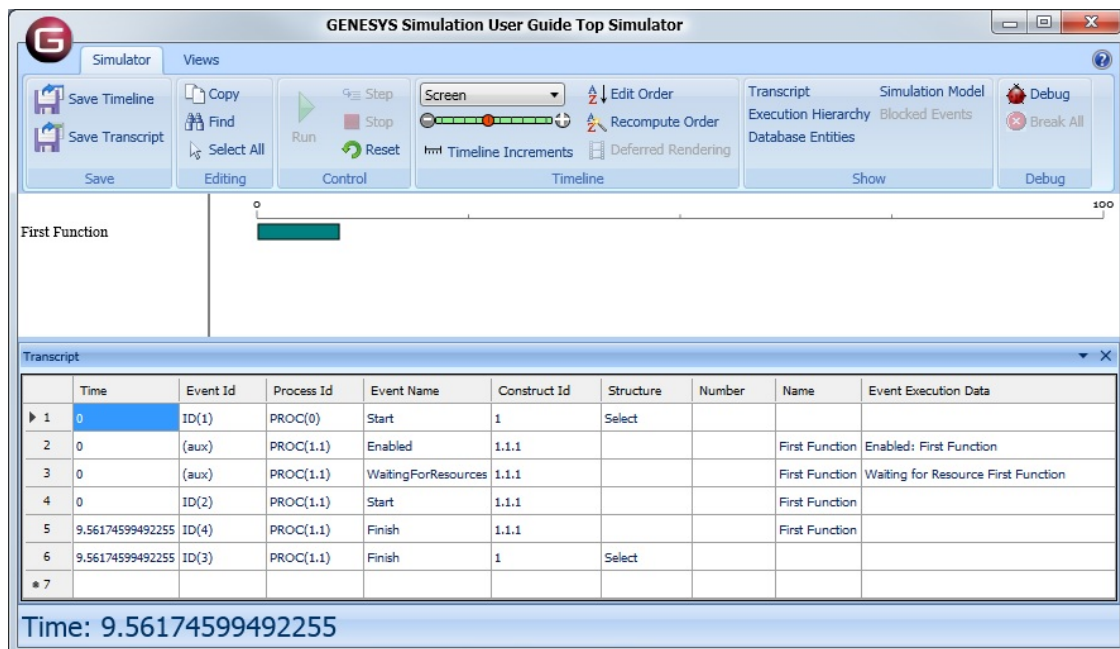 GENESYS Simulation User Guide Top Simulator
G
Simulator Views
Save Timeline
Save Transcript
Save
Copy
Find
Select All
Editing
Run
Step
Stop
Reset
Control
Screen
Timeline Increments
Edit Order
Recompute Order
Deferred Rendering
Timeline
Transcript
Execution Hierarchy
Database Entities
Simulation Model
Blocked Events
Show
Debug
Break All
Debug
0 100
First Function
Transcript
Time Event Id Process Id Event Name Construct Id Structure Number Name Event Execution Data
1 0 ID(1) PROC(0) Start 1 Select
2 0 (aux) PROC(1.1) Enabled 1.1.1 First Function Enabled: First Function
3 0 (aux) PROC(1.1) WaitingForResources 1.1.1 First Function Waiting for Resource First Function
4 0 ID(2) PROC(1.1) Start 1.1.1 First Function
5 9.56174599492255 ID(4) PROC(1.1) Finish 1.1.1 First Function
6 9.56174599492255 ID(3) PROC(1.1) Finish 1 Select
* 7
Time: 9.56174599492255